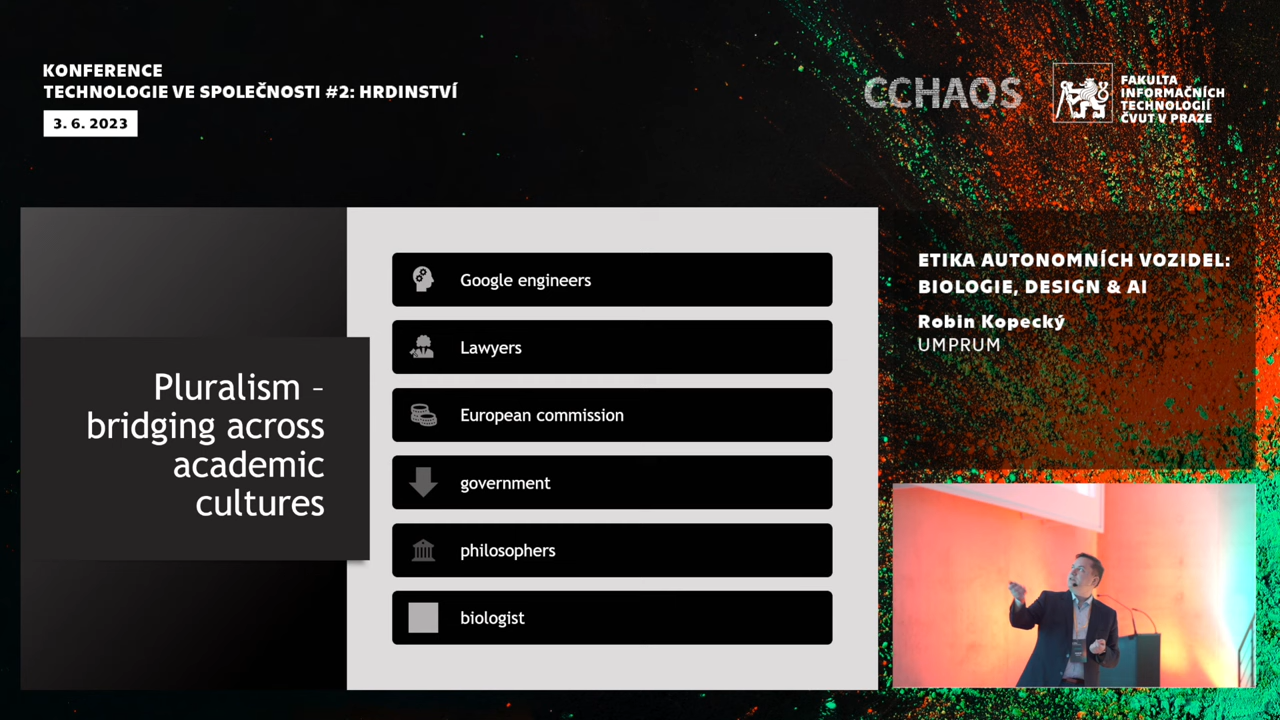 KONFERENCE
TECHNOLOGIE VE SPOLEČNOSTI #2: HRDINSTVÍ
3. 6. 2023
CCHAOS
FAKULTA
INFORMAČNÍCH
TECHNOLOGIÍ
ČVUT V PRAZE
Pluralism –
bridging across
academic
cultures
Google engineers
Lawyers
European commission
government
philosophers
biologist
ETIKA AUTONOMNÍCH VOZIDEL:
BIOLOGIE, DESIGN & AI
Robin Kopecký
UMPRUM